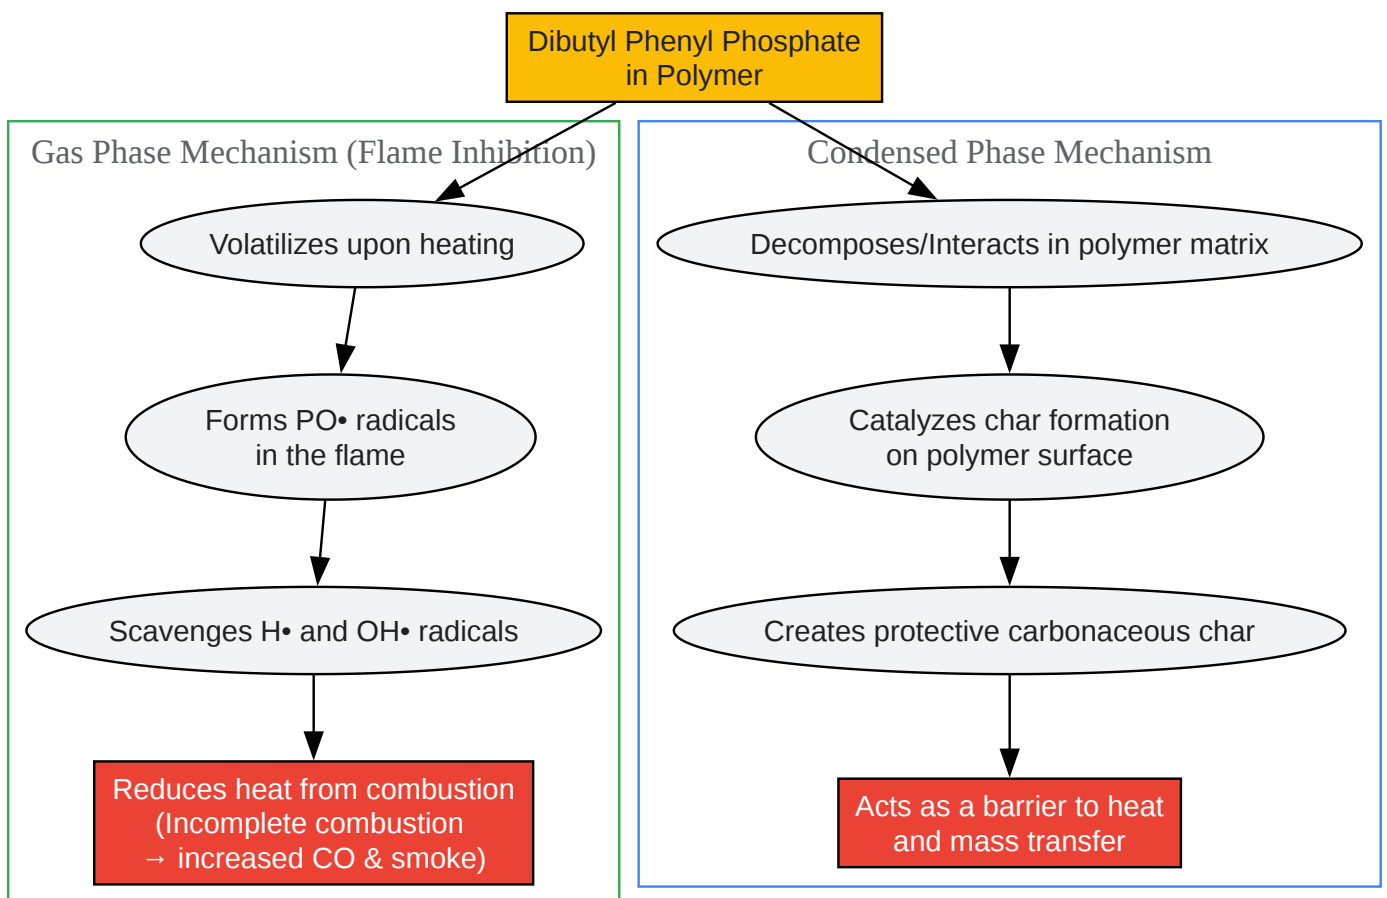 Dibutyl Phenyl Phosphate
in Polymer
Gas Phase Mechanism (Flame Inhibition)
Volatilizes upon heating
Forms PO• radicals
in the flame
Scavenges H• and OH• radicals
Reduces heat from combustion
(Incomplete combustion
→ increased CO & smoke)
Condensed Phase Mechanism
Decomposes/Interacts in polymer matrix
Catalyzes char formation
on polymer surface
Creates protective carbonaceous char
Acts as a barrier to heat
and mass transfer